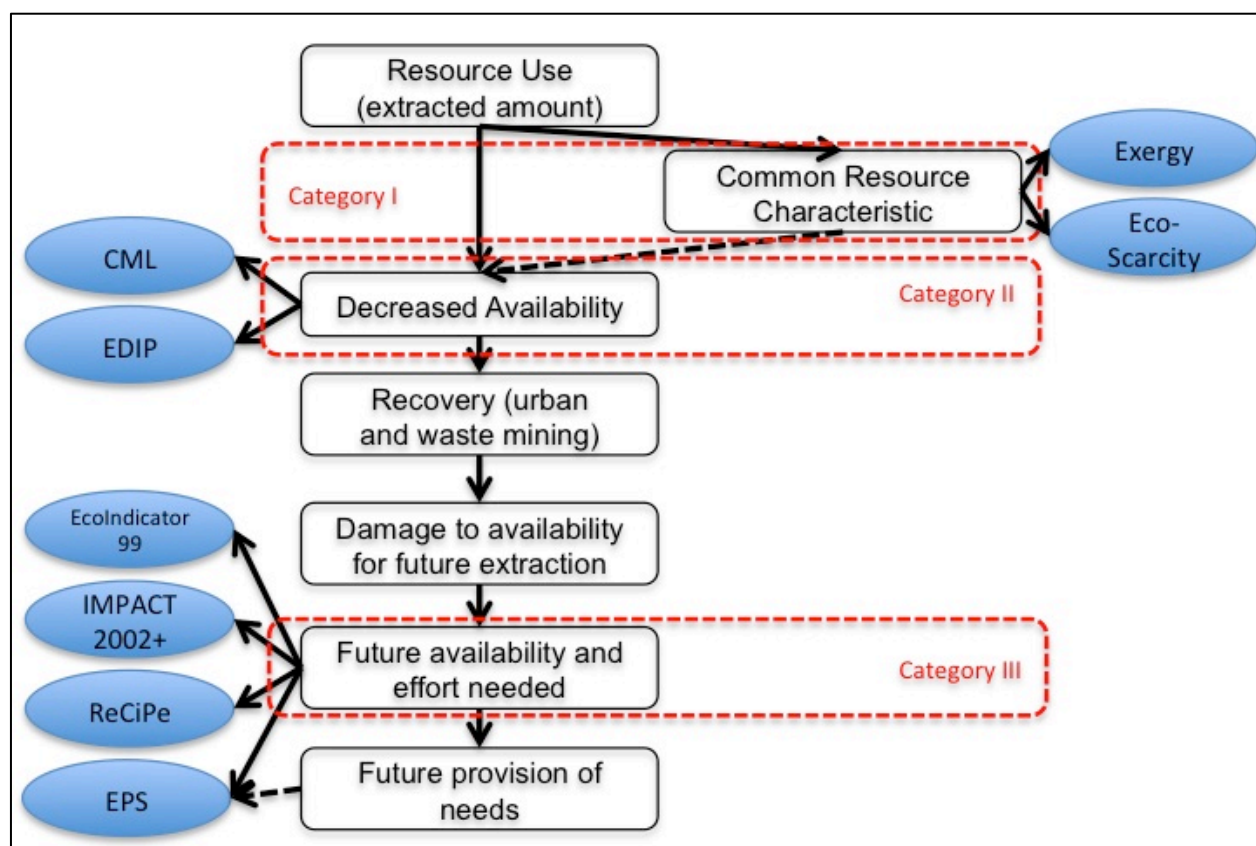 Resource Use
(extracted amount)
Category I
Common Resource
Characteristic
Exergy
Eco-
Scarcity
CML
EDIP
Decreased Availability
Category II
Recovery (urban
and waste mining)
Damage to availability
for future extraction
EcoIndicator
99
IMPACT
2002+
ReCiPe
EPS
Future availability and
effort needed
Category III
Future provision of
needs